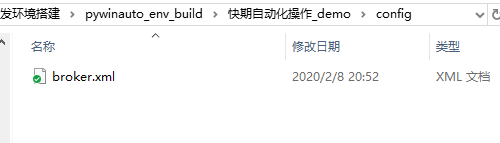 发环境搭建 > pywinauto_env_build > 快期自动化操作_demo > config
名称 修改日期 类型
broker.xml 2020/2/8 20:52 XML 文档